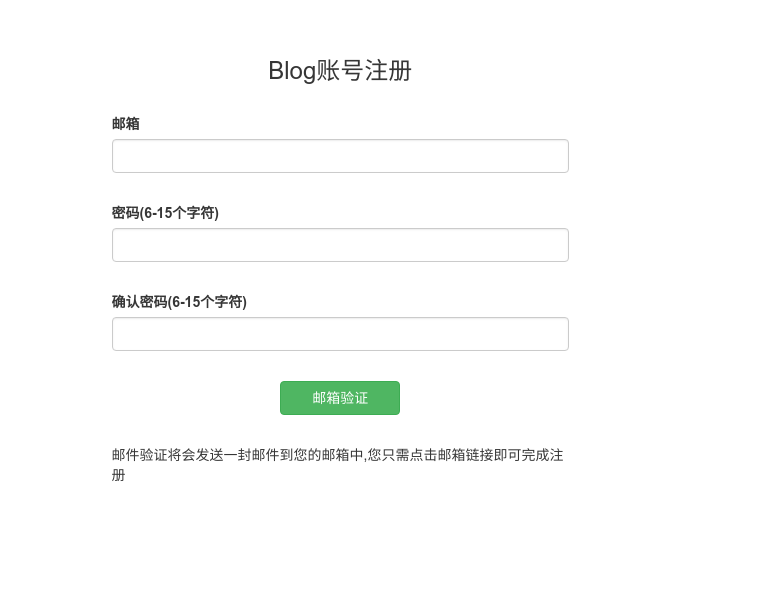 Blog账号注册
邮箱
密码(6-15个字符)
确认密码(6-15个字符)
邮箱验证
邮件验证将会发送一封邮件到您的邮箱中,您只需点击邮箱链接即可完成注
册